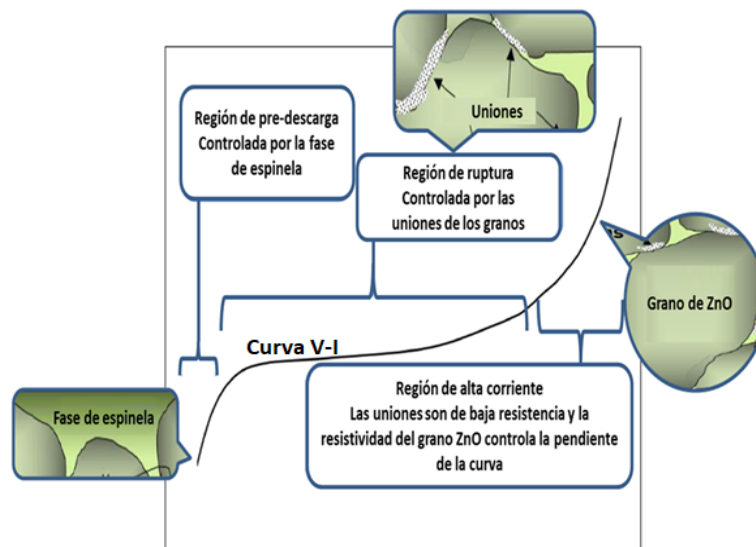 Uniones
Región de pre-descarga
Controlada por la fase
de espinela
Región de ruptura
Controlada por las
uniones de los granos
Grano de ZnO
Curva V-I
Región de alta corriente
Las uniones son de baja resistencia y la
resistividad del grano ZnO controla la pendiente
de la curva
Fase de espinela